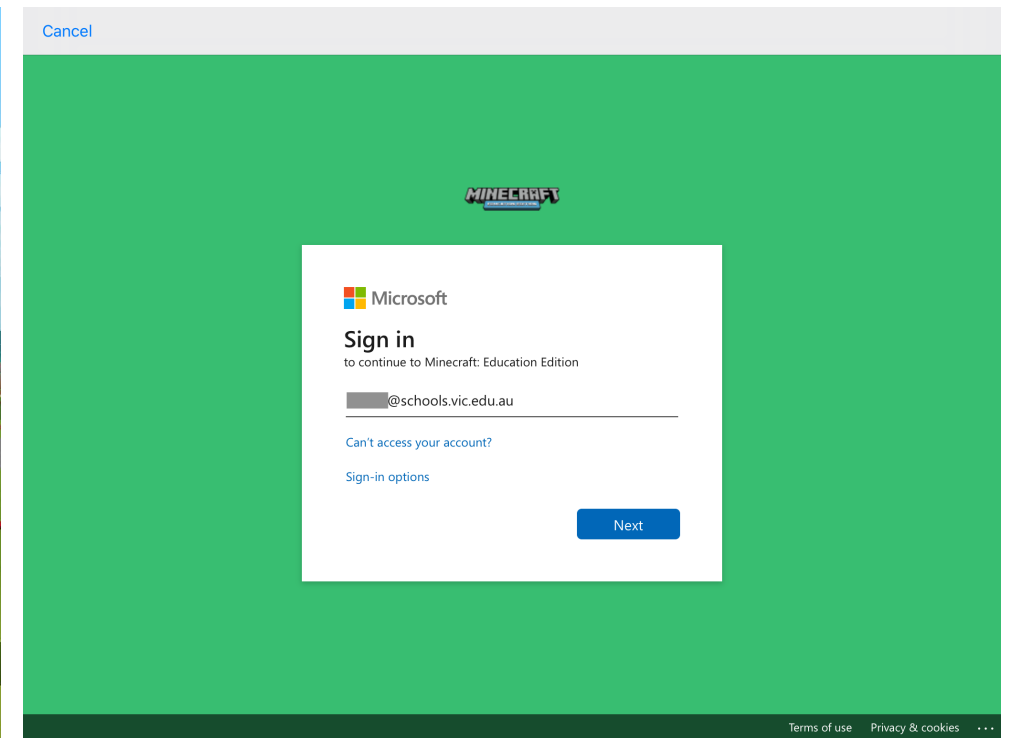 Cancel
MINECRAFT
Microsoft
Sign in
to continue to Minecraft: Education Edition
@schools.vic.edu.au
Can't access your account?
Sign-in options
Next
Terms of use Privacy & cookies ...